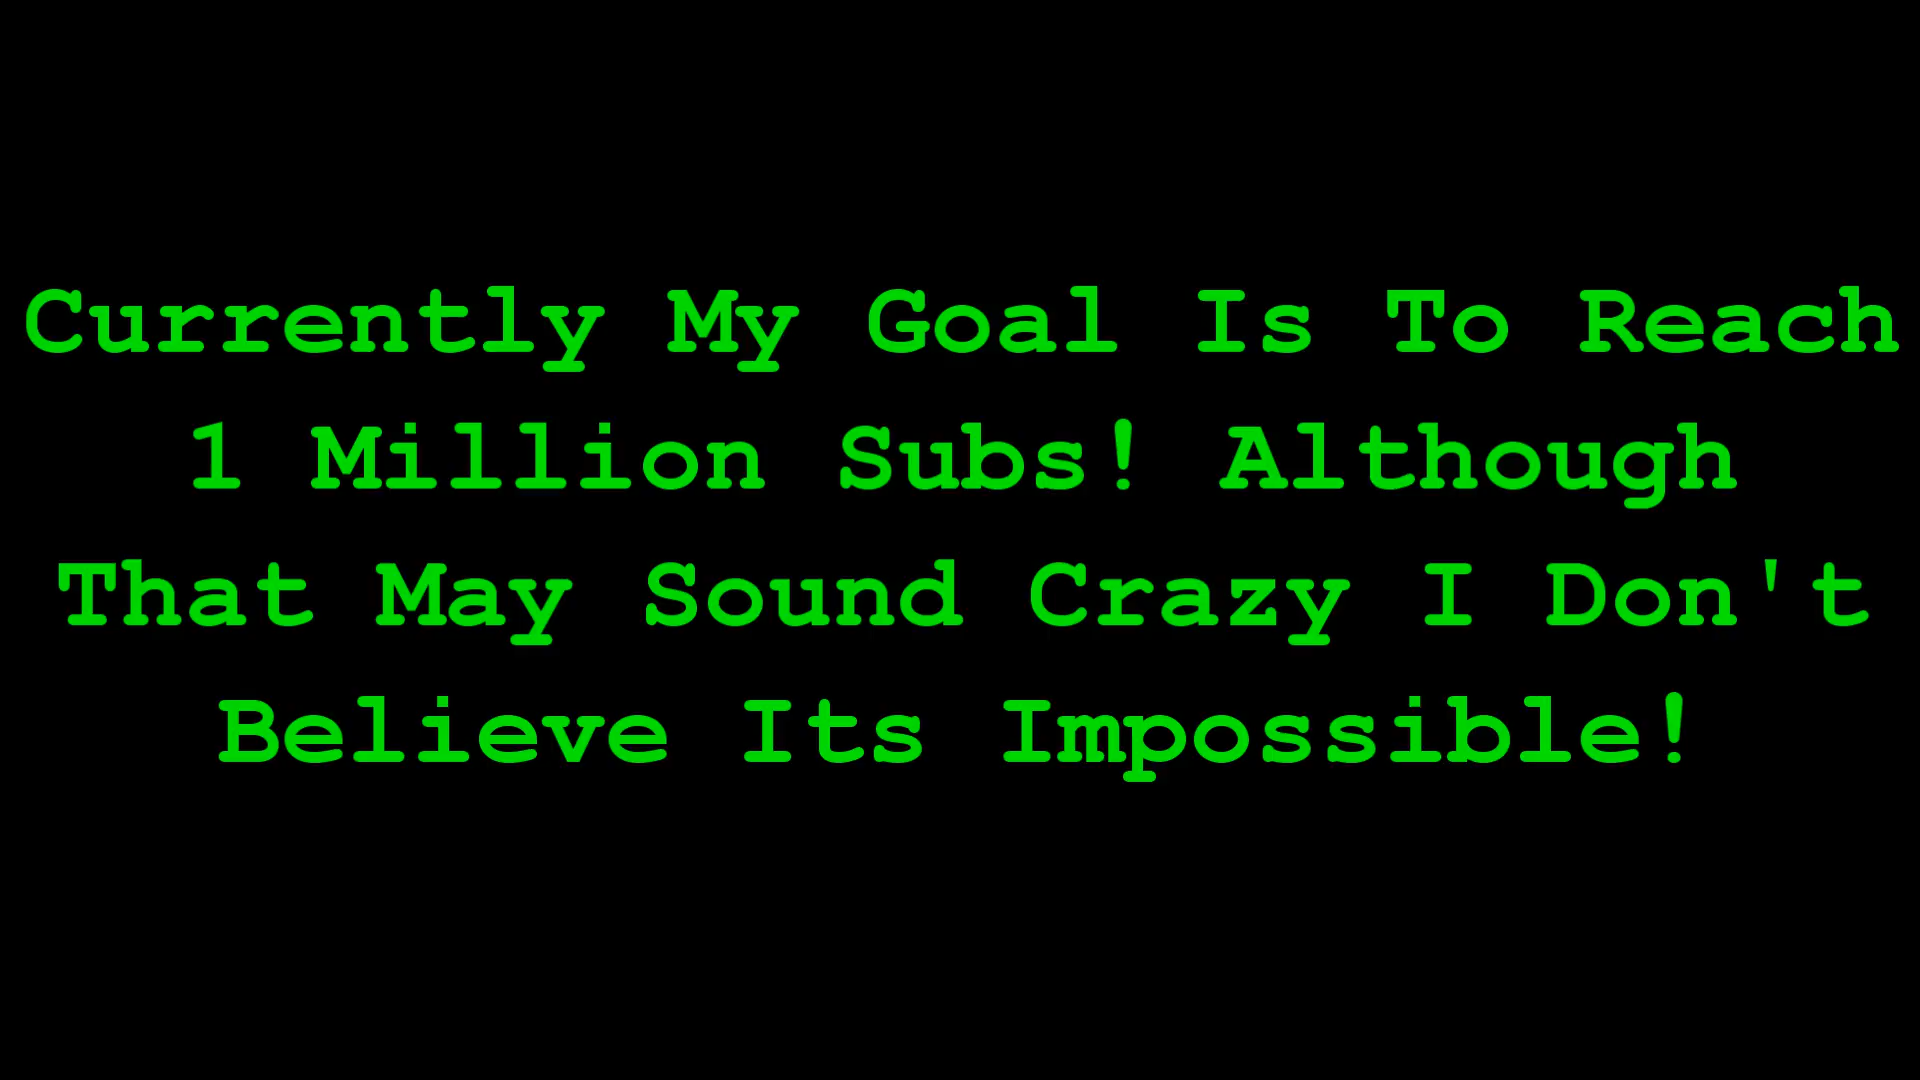 Currently My Goal Is To Reach
1 Million Subs! Although
That May Sound Crazy I Don't
Believe Its Impossible!